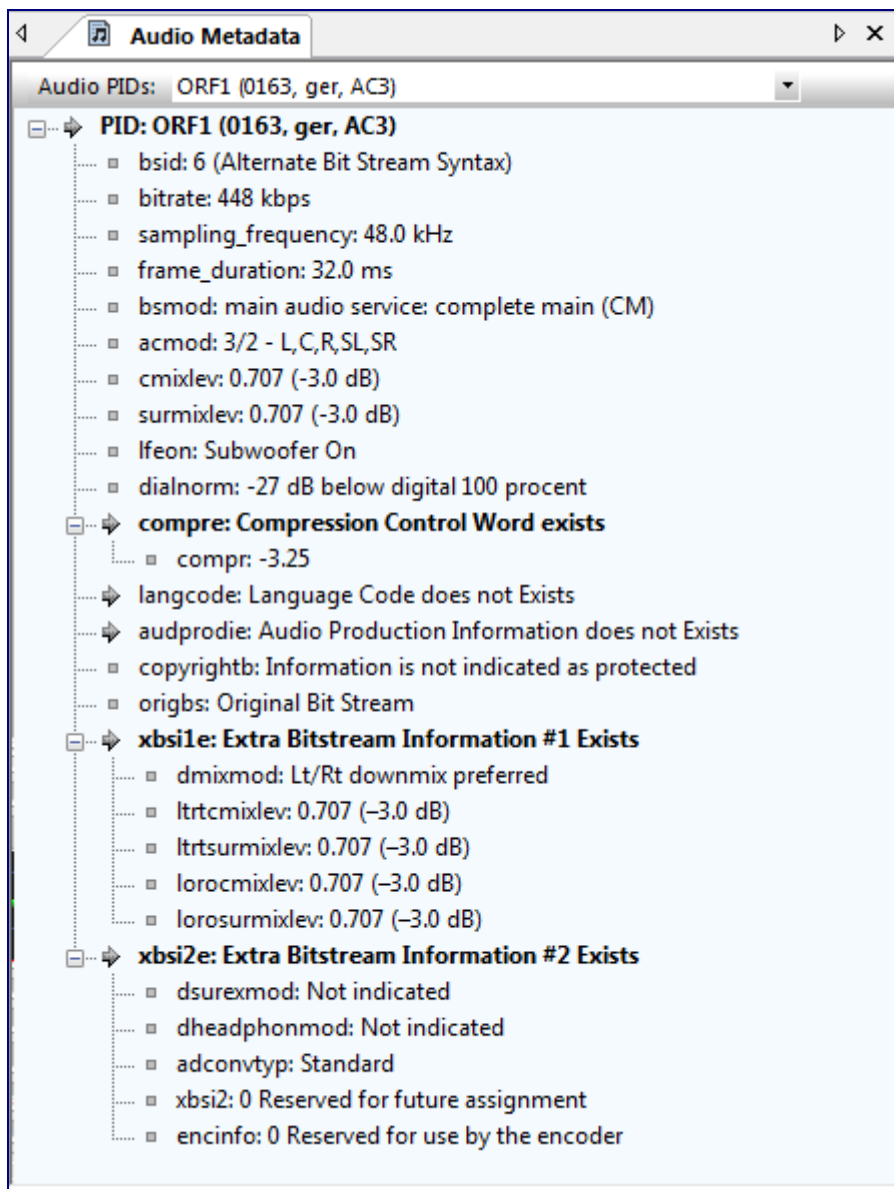 Audio Metadata
Audio PIDs: ORF1 (0163, ger, AC3)
PID: ORF1 (0163, ger, AC3)
bsid: 6 (Alternate Bit Stream Syntax)
bitrate: 448 kbps
sampling_frequency: 48.0 kHz
frame_duration: 32.0 ms
bsmod: main audio service: complete main (CM)
acmod: 3/2 - L,C,R,SL,SR
cmixlev: 0.707 (-3.0 dB)
surmixlev: 0.707 (-3.0 dB)
lfeon: Subwoofer On
dialnorm: -27 dB below digital 100 procent
compre: Compression Control Word exists
compr: -3.25
langcode: Language Code does not Exists
audprodie: Audio Production Information does not Exists
copyrightb: Information is not indicated as protected
origbs: Original Bit Stream
xbsi1e: Extra Bitstream Information #1 Exists
dmixmod: Lt/Rt downmix preferred
ltrtcmixlev: 0.707 (–3.0 dB)
ltrtsurmixlev: 0.707 (–3.0 dB)
lorocmixlev: 0.707 (–3.0 dB)
lorosurmixlev: 0.707 (–3.0 dB)
xbsi2e: Extra Bitstream Information #2 Exists
dsurexmod: Not indicated
dheadphonmod: Not indicated
adconvtyp: Standard
xbsi2: 0 Reserved for future assignment
encinfo: 0 Reserved for use by the encoder